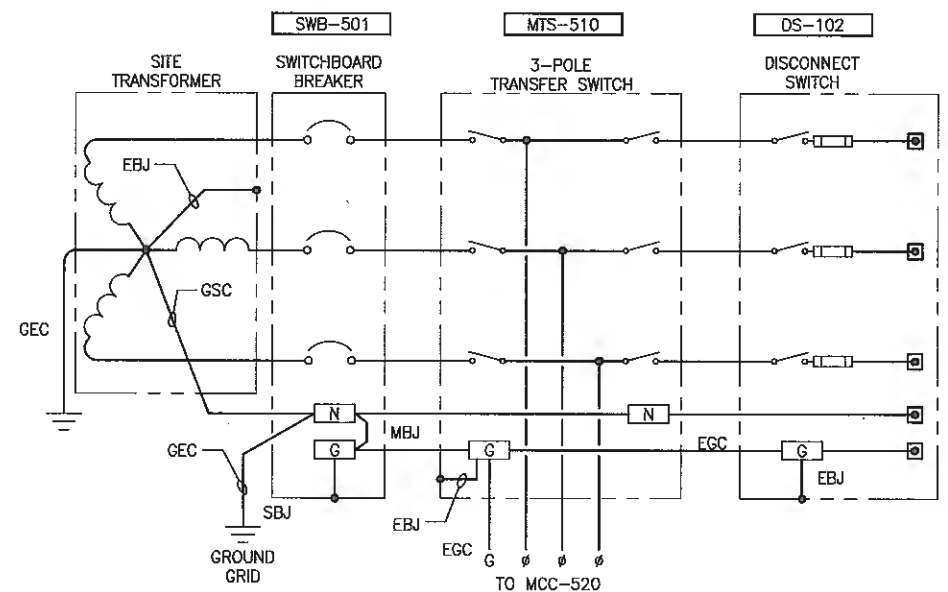 SWB-501
MTS-510
DS-102
SITE
TRANSFORMER
SWITCHBOARD
BREAKER
3-POLE
TRANSFER SWITCH
DISCONNECT
SWITCH
EBJ
GSC
GEC
N
N
MBJ
GEC
G
G
EGC
G
SBJ
EBJ
EBJ
GROUND
GRID
EGC
G ø ø ø
TO MCC-520